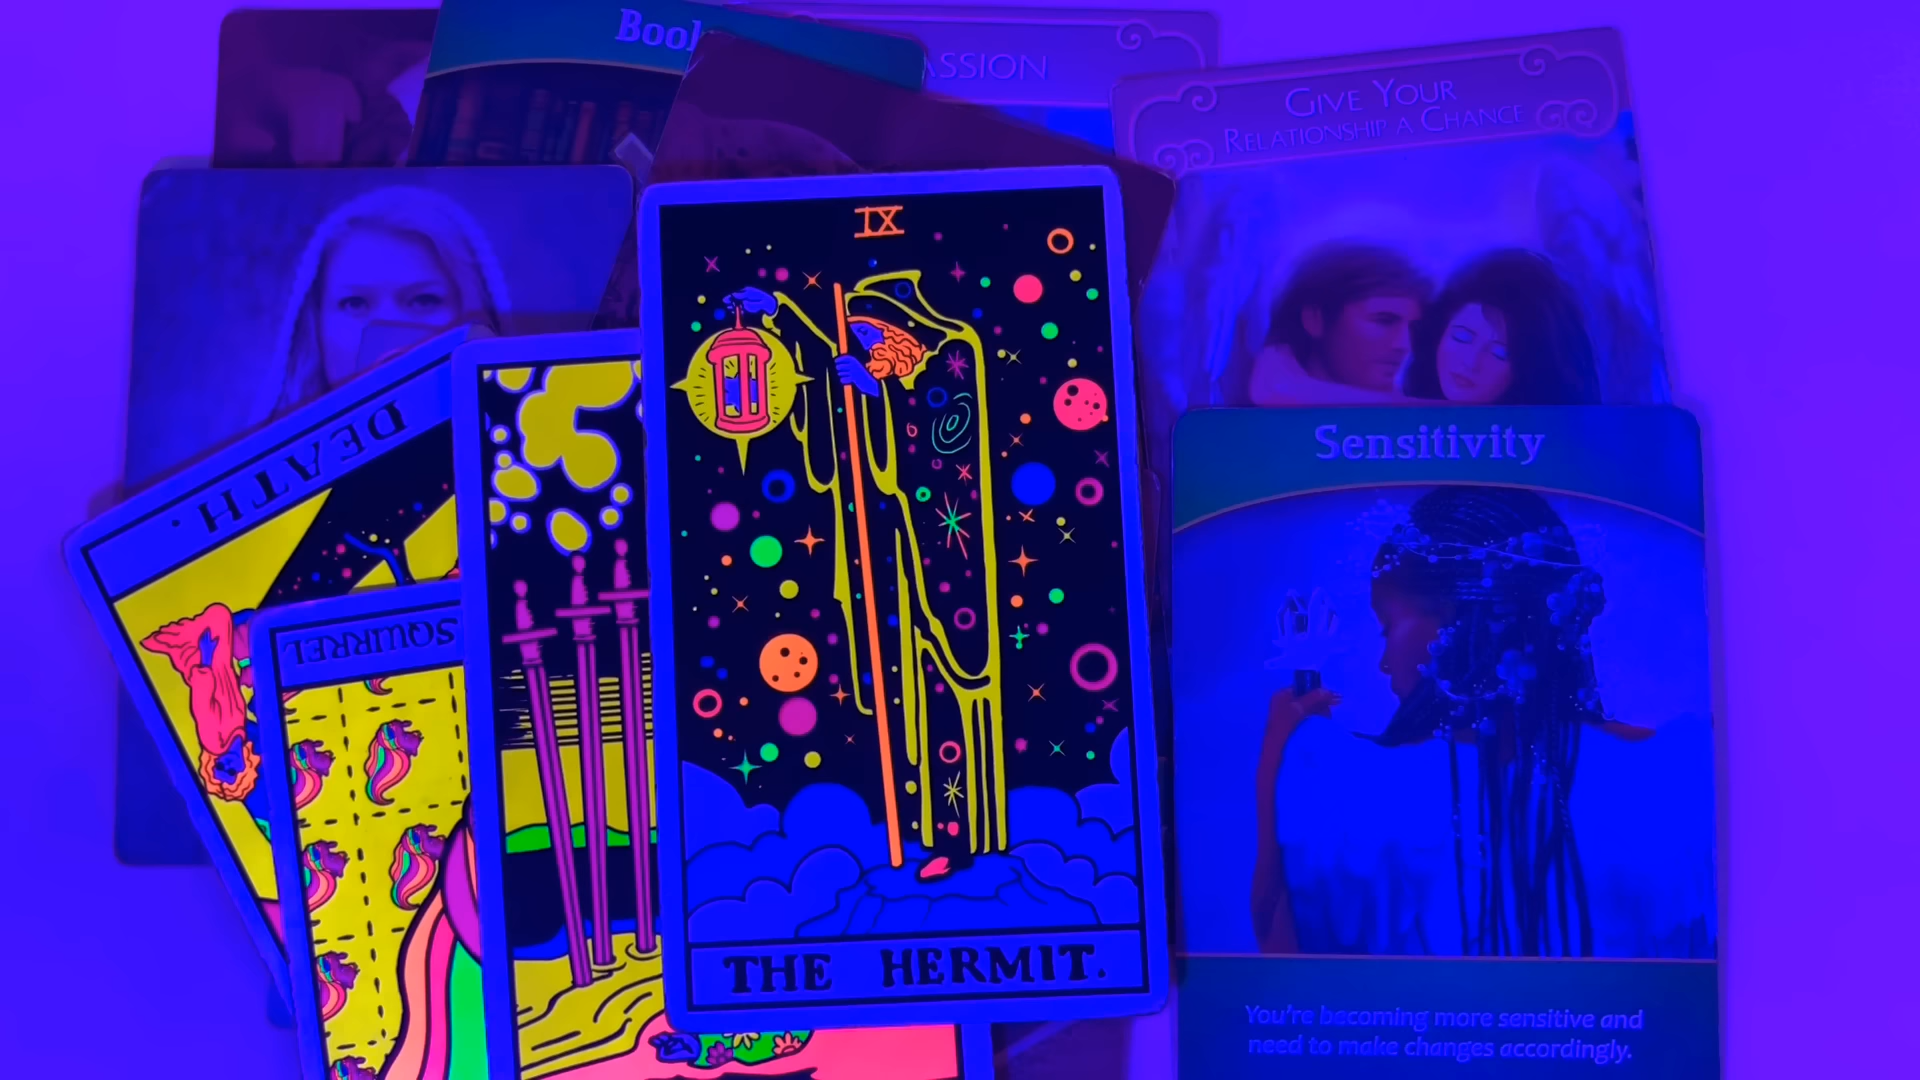 Book
ASSION
GIVE YOUR
RELATIONSHIP A CHANCE
IX
DEATH.
Sensitivity
SQUIRREL
THE HERMIT.
You're becoming more sensitive and
need to make changes accordingly.